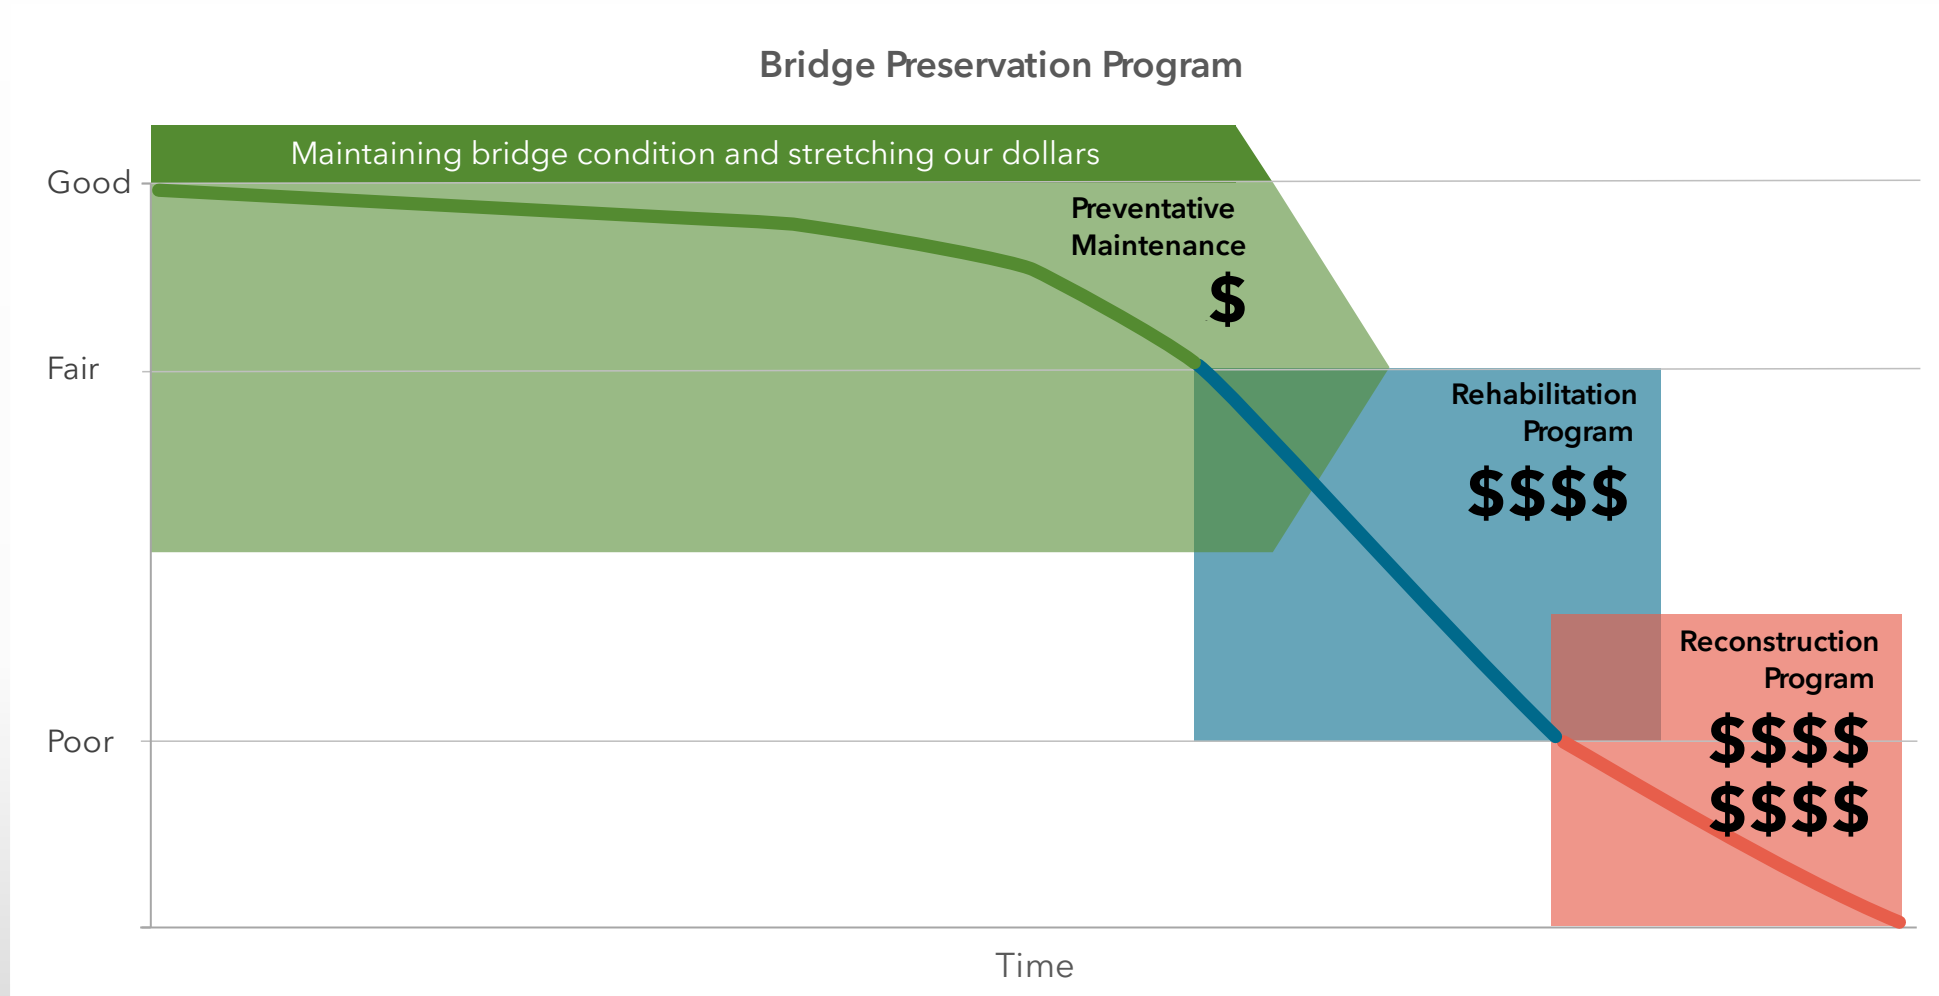 Bridge Preservation Program
Maintaining bridge condition and stretching our dollars
Good
Preventative
Maintenance
$
Fair
Rehabilitation
Program
$$$$
Reconstruction
Program
Poor
$$$$
$$$$
Time